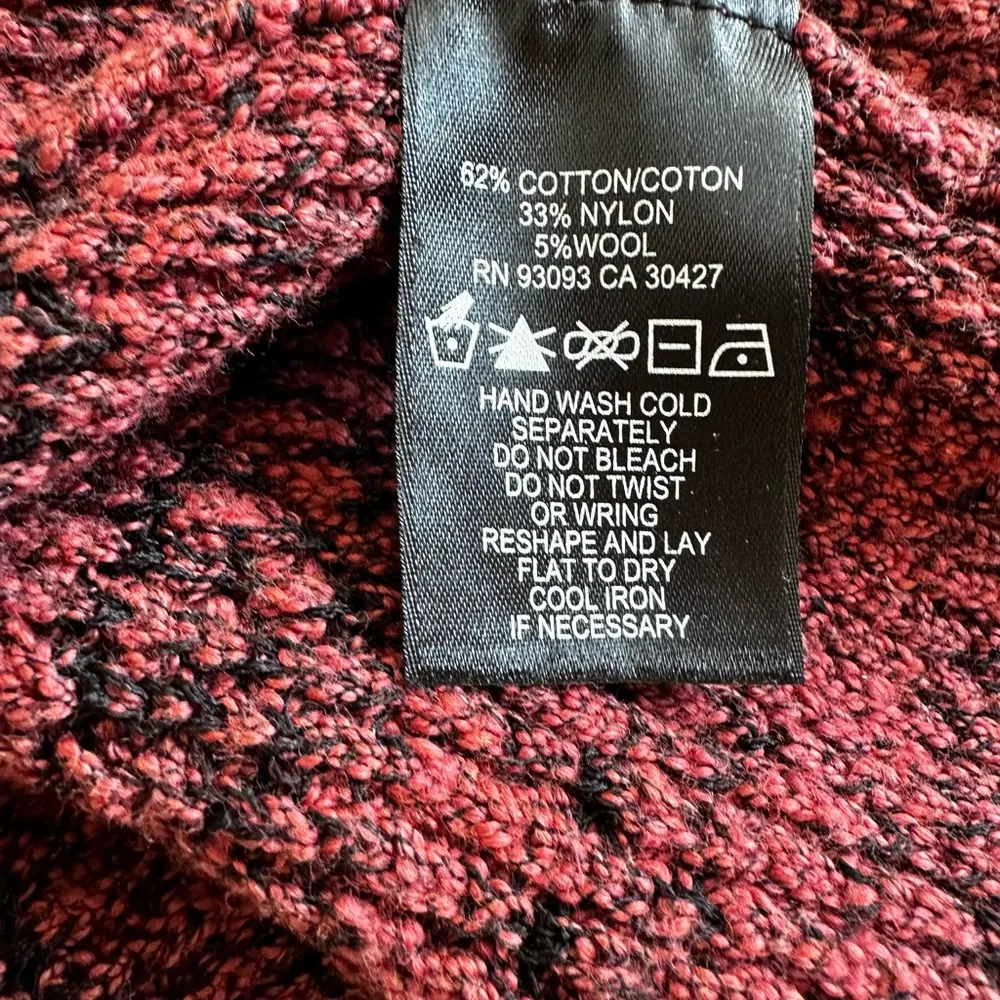 62% COTTON/COTON
33% NYLON
5%WOOL
RN 93093 CA 30427
HAND WASH COLD
SEPARATELY
DO NOT BLEACH
DO NOT TWIST
OR WRING
RESHAPE AND LAY
FLAT TO DRY
COOL IRON
IF NECESSARY